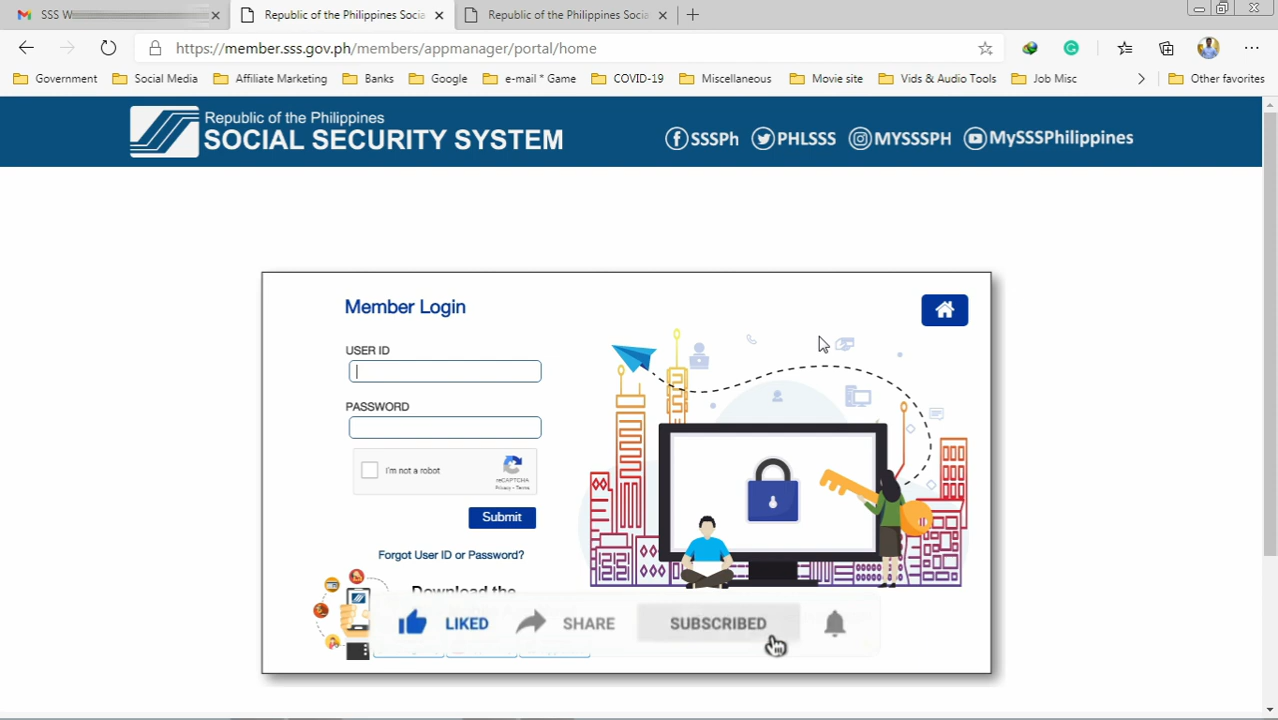 SSS W
Republic of the Philippines Socia
Republic of the Philippines Socia
https://member.sss.gov.ph/members/appmanager/portal/home
Government
Social Media
Affiliate Marketing
Banks
Google
e-mail * Game
COVID-19
Miscellaneous
Movie site
Vids & Audio Tools
Job Misc
Other favorites
Republic of the Philippines
SOCIAL SECURITY SYSTEM
SSSPh
PHLSSS
MYSSSPH
MySSSPhilippines
Member Login
USER ID
PASSWORD
I'm not a robot
reCAPTCHA
Privacy - Terms
Submit
Forgot User ID or Password?
Download the
LIKED
SHARE
SUBSCRIBED